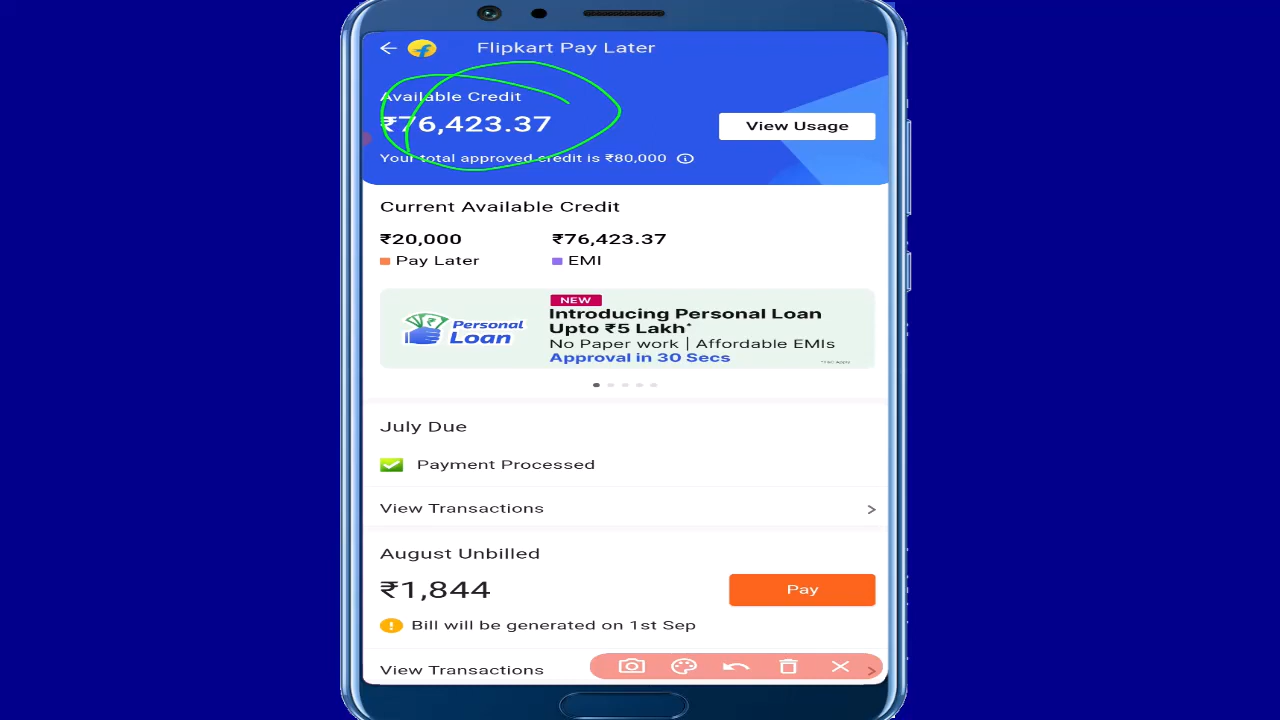 Flipkart Pay Later
Available Credit
₹76,423.37
View Usage
Your total approved credit is ₹80,000
Current Available Credit
₹20,000 ₹76,423.37
Pay Later EMI
NEW
Introducing Personal Loan
Upto ₹5 Lakh*
No Paper work | Affordable EMIs
Approval in 30 Secs
Personal
Loan
*T&C Apply
July Due
Payment Processed
View Transactions
August Unbilled
₹1,844
Pay
Bill will be generated on 1st Sep
View Transactions